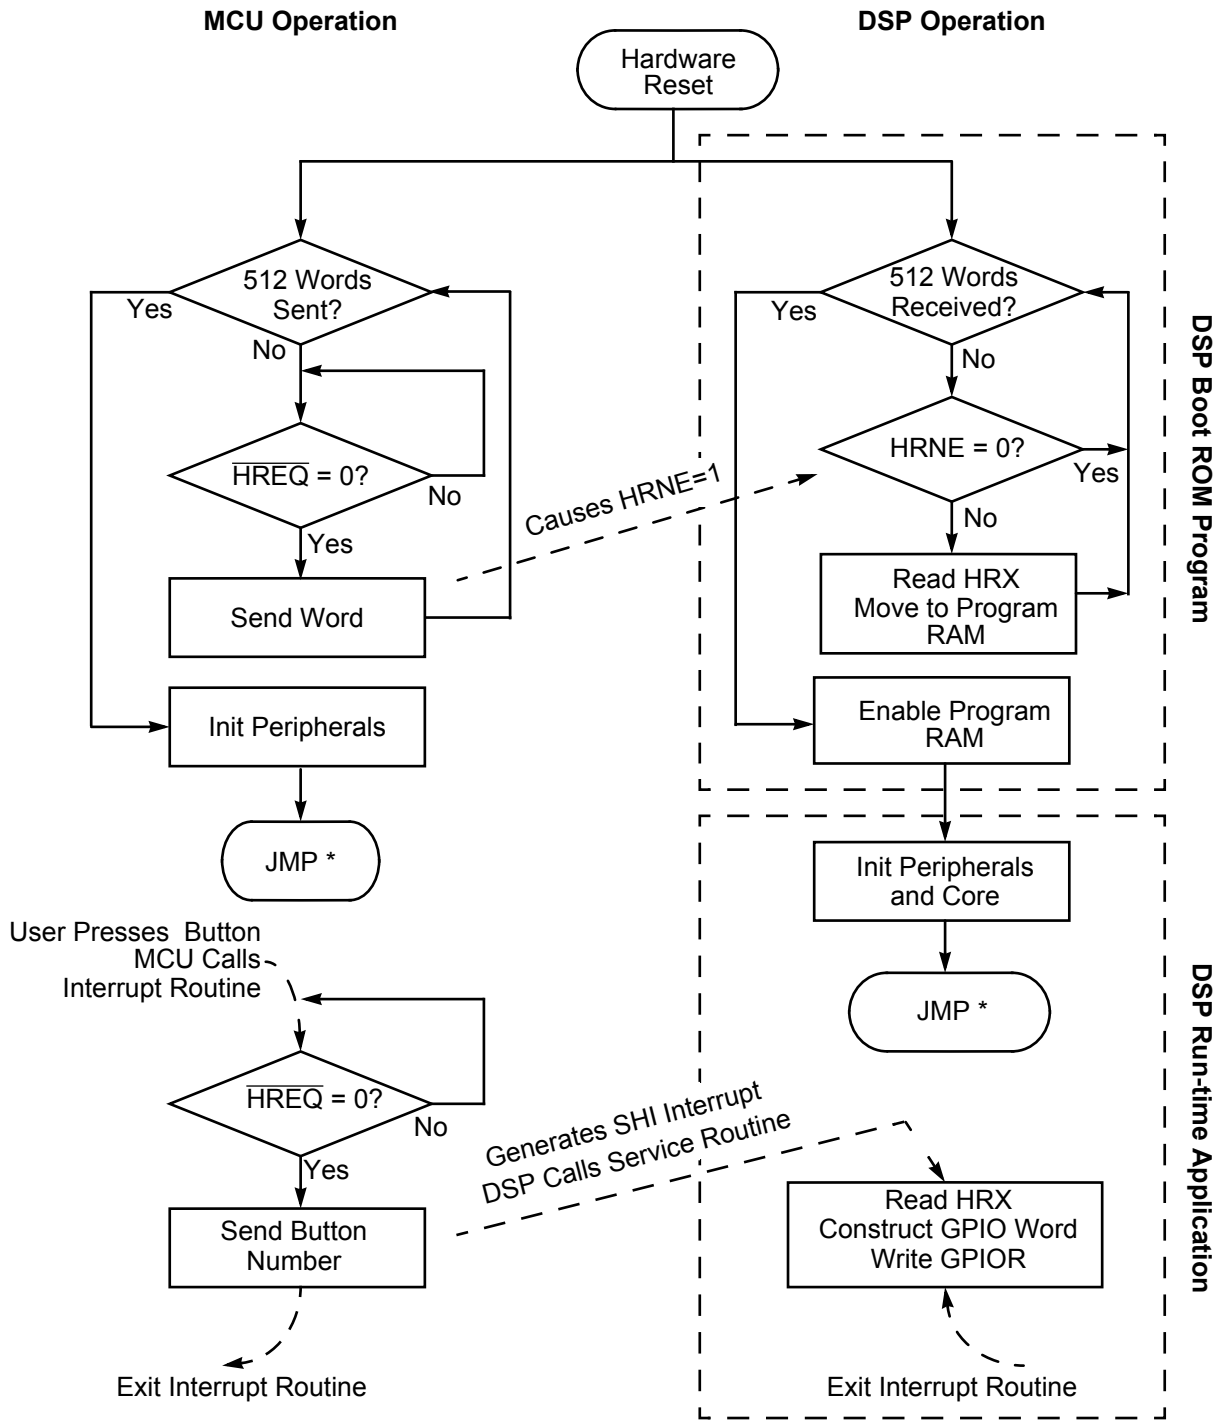 MCU Operation
DSP Operation
Hardware
Reset
512 Words
Sent?
Yes
No
H̅R̅E̅Q̅ = 0?
No
Yes
Send Word
Init Peripherals
JMP *
Causes HRNE=1
512 Words
Received?
Yes
No
HRNE = 0?
Yes
No
Read HRX
Move to Program
RAM
Enable Program
RAM
DSP Boot ROM Program
Init Peripherals
and Core
JMP *
User Presses Button
MCU Calls
Interrupt Routine
H̅R̅E̅Q̅ = 0?
No
Yes
Send Button
Number
Exit Interrupt Routine
Generates SHI Interrupt
DSP Calls Service Routine
Read HRX
Construct GPIO Word
Write GPIOR
Exit Interrupt Routine
DSP Run-time Application